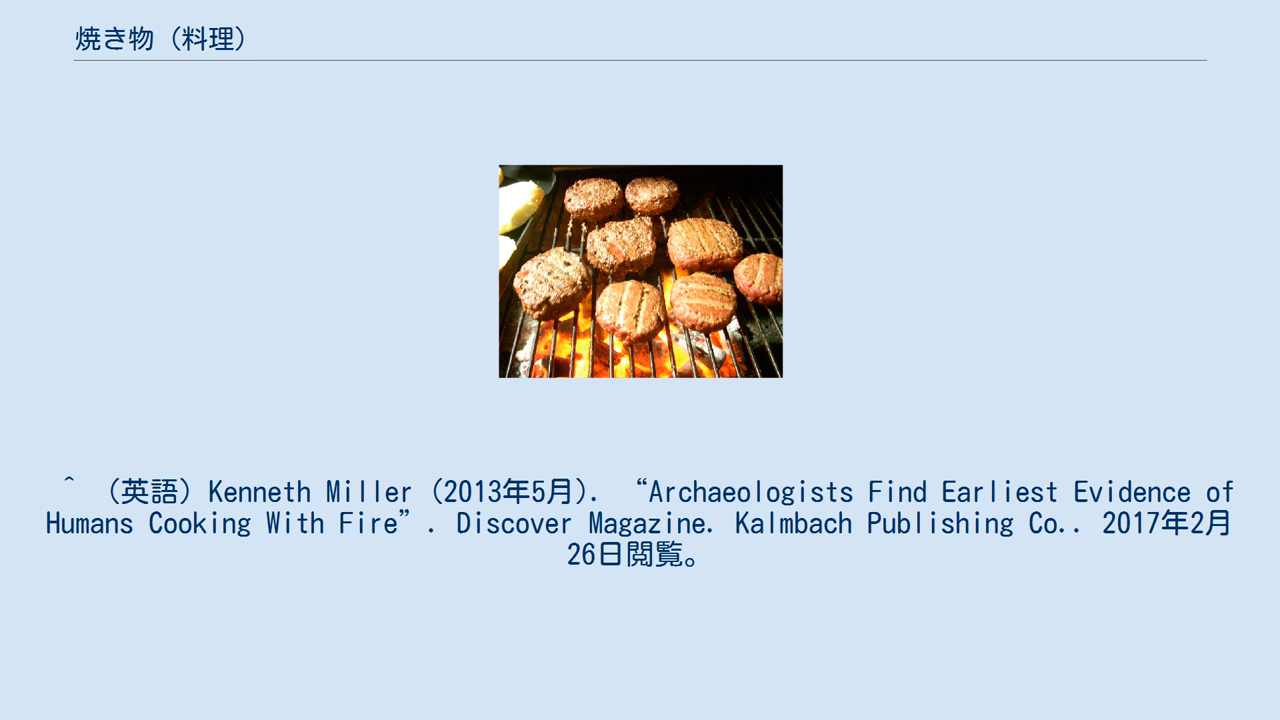 焼き物（料理）
^ （英語）Kenneth Miller (2013年5月). “Archaeologists Find Earliest Evidence of
Humans Cooking With Fire”. Discover Magazine. Kalmbach Publishing Co.. 2017年2月
26日閲覧。